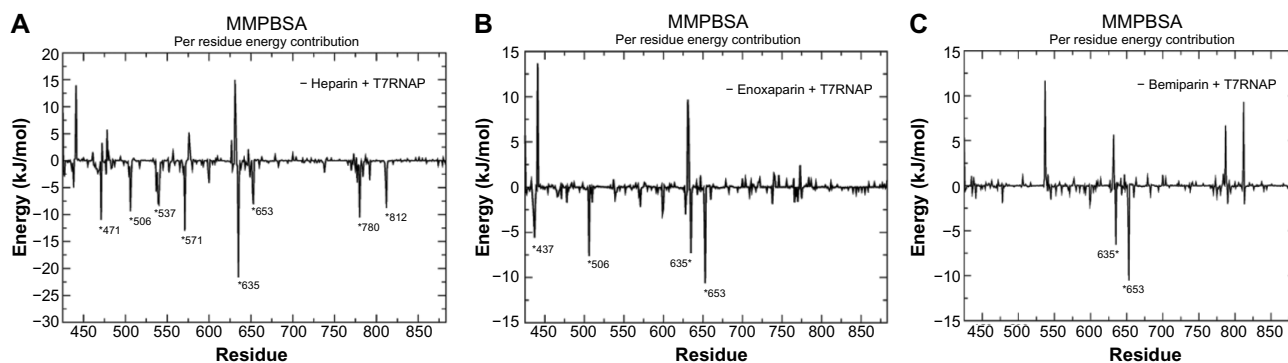 A
MMPBSA
Per residue energy contribution
− Heparin + T7RNAP
Energy (kJ/mol)
20
15
10
5
0
−5
−10
−15
−20
−25
−30
*471
*506
*537
*571
*635
*653
*780
*812
450 500 550 600 650 700 750 800 850
Residue
B
MMPBSA
Per residue energy contribution
− Enoxaparin + T7RNAP
Energy (kJ/mol)
15
10
5
0
−5
−10
−15
*437
*506
635*
*653
450 500 550 600 650 700 750 800 850
Residue
C
MMPBSA
Per residue energy contribution
− Bemiparin + T7RNAP
Energy (kJ/mol)
15
10
5
0
−5
−10
−15
635*
*653
450 500 550 600 650 700 750 800 850
Residue